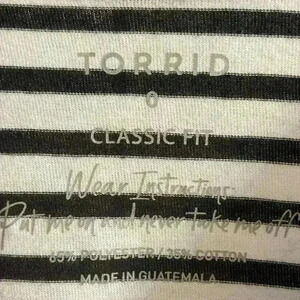 TORRID
0
CLASSIC FIT
Wear Instructions:
Put me on and never take me off
65% POLYESTER / 35% COTTON
MADE IN GUATEMALA